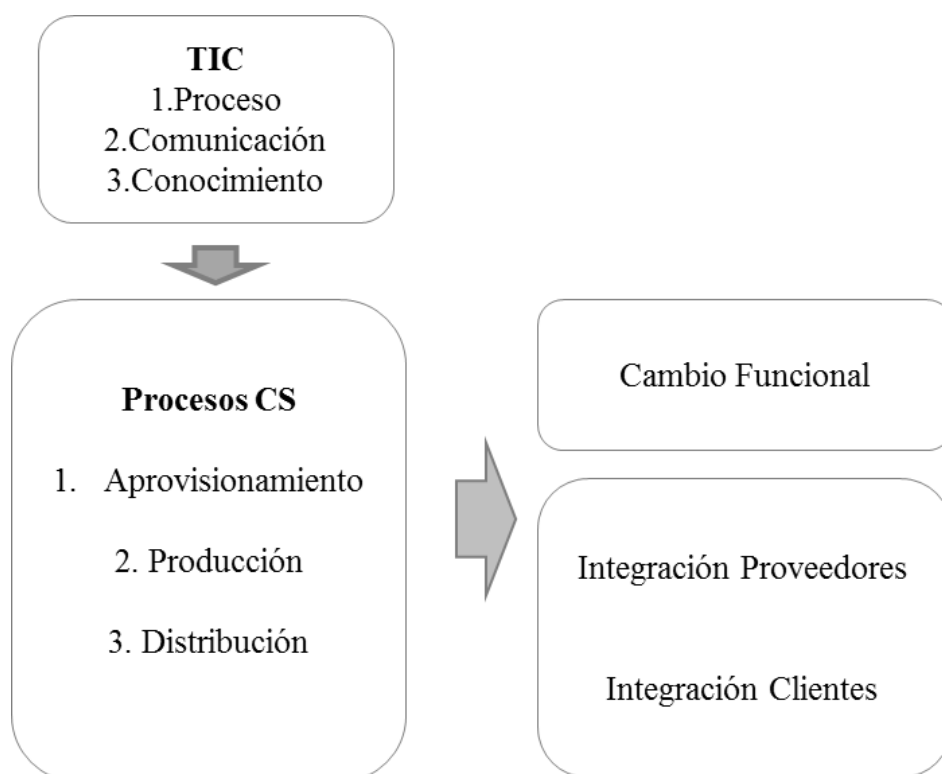 TIC
1.Proceso
2.Comunicación
3.Conocimiento
Procesos CS
1. Aprovisionamiento
2. Producción
3. Distribución
Cambio Funcional
Integración Proveedores
Integración Clientes